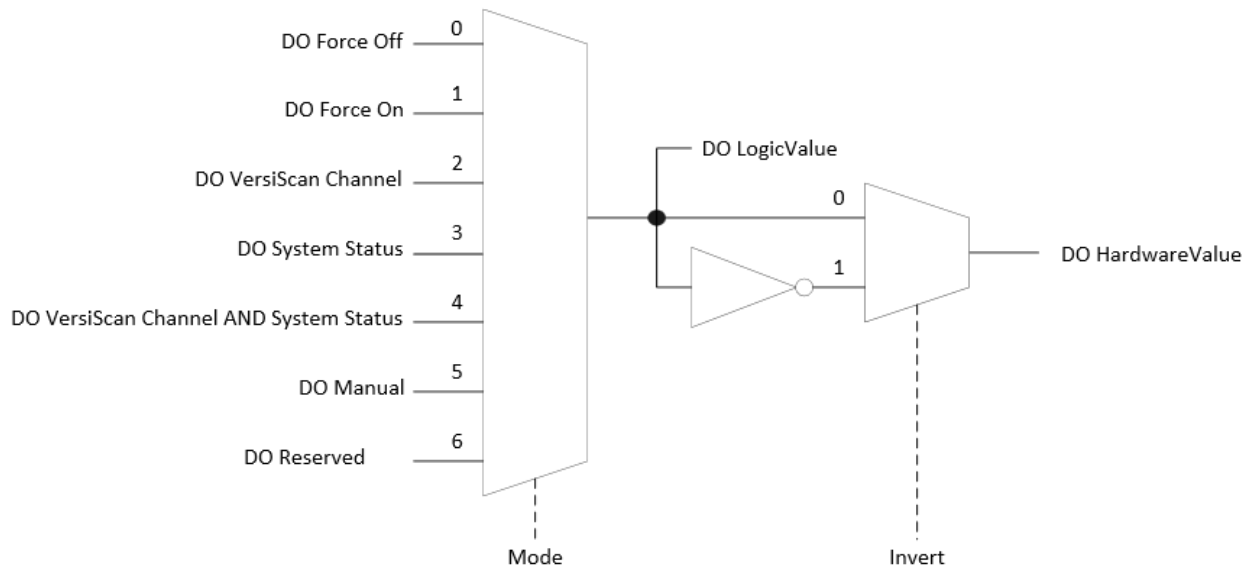 0
DO Force Off
1
DO Force On
2
DO VersiScan Channel
3
DO System Status
4
DO VersiScan Channel AND System Status
5
DO Manual
6
DO Reserved
Mode
DO LogicValue
0
1
DO HardwareValue
Invert